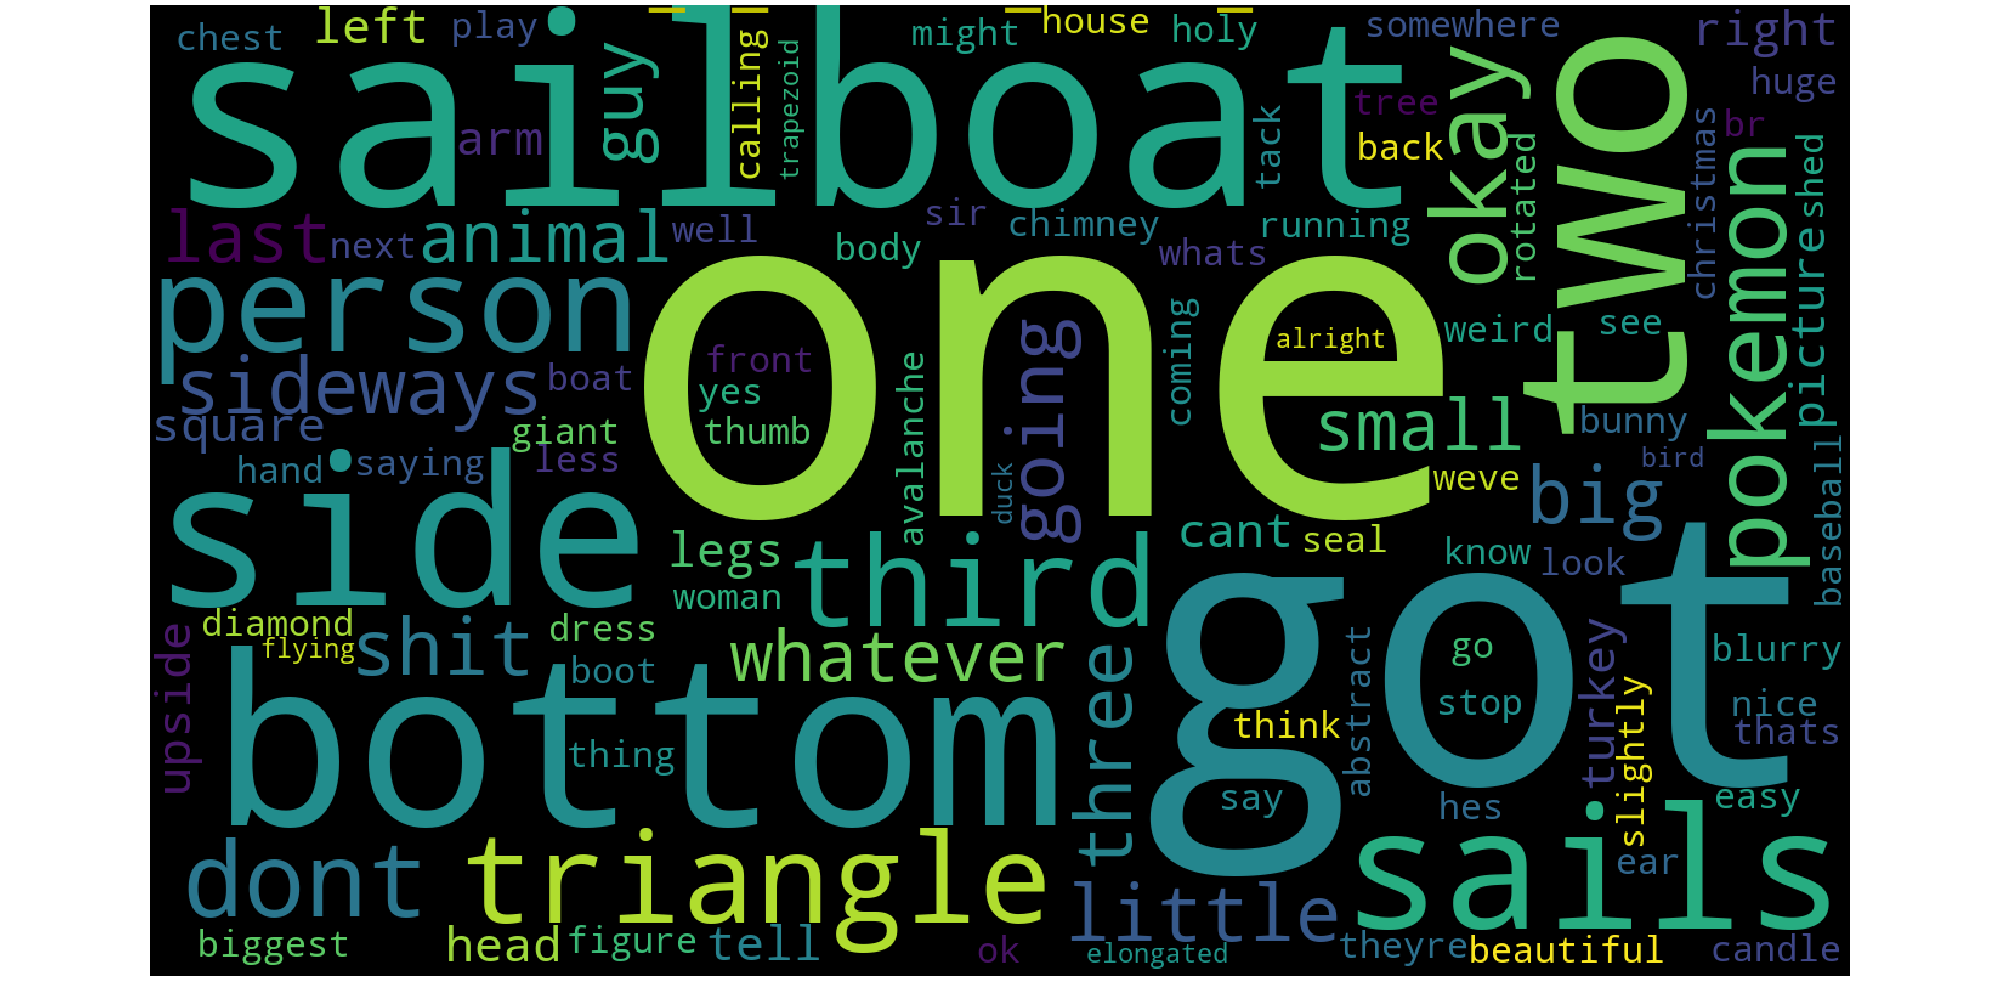 chest left play might house holy somewhere right
sailboat
guy
calling
trapezoid
okay
two
huge
arm
tree
tack
back
br
rotated
christmas
pictureshed
pokemon
last
next
animal
well
sir
body
chimney
whats
running
person
one
sideways
boat
front
yes
thumb
avalanche
going
coming
alright
weird
see
small
bunny
square
giant
less
hand
saying
duck
weve
big
bird
baseball
side
legs
woman
third
cant
seal
know
look
got
diamond
flying
shit
dress
boot
whatever
three
abstract
go
stop
think
turkey
slightly
blurry
nice
thats
upside
bottom
thing
say
hes
easy
ear
dont
triangle
little
sails
biggest
head
figure
tell
ok
elongated
theyre
beautiful
candle